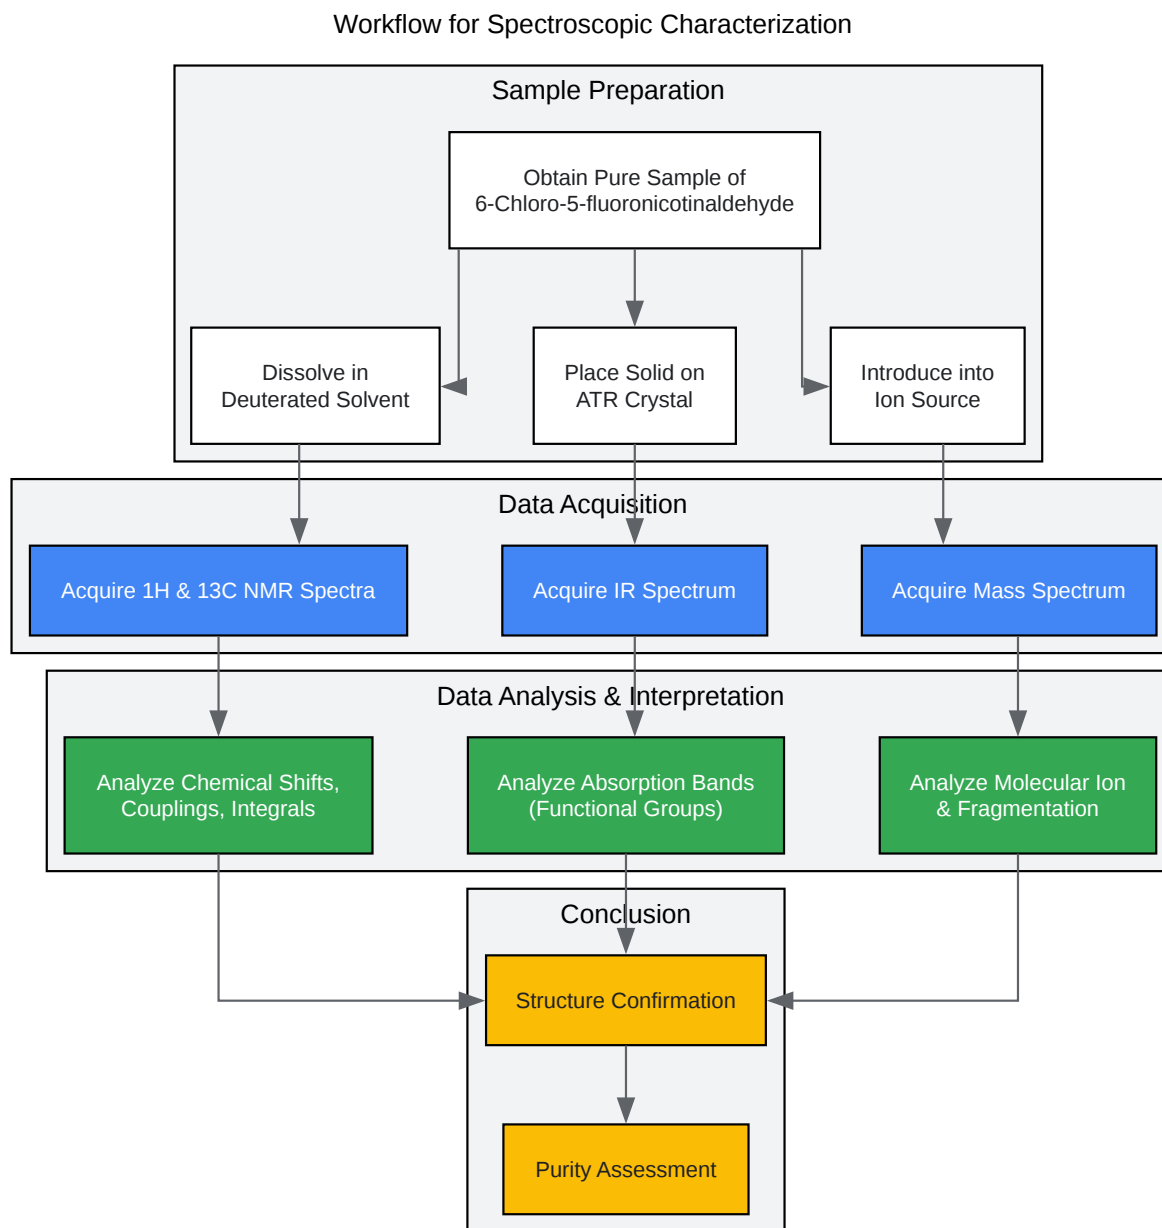 Workflow for Spectroscopic Characterization
Sample Preparation
Obtain Pure Sample of
6-Chloro-5-fluoronicotinaldehyde
Dissolve in
Deuterated Solvent
Place Solid on
ATR Crystal
Introduce into
Ion Source
Data Acquisition
Acquire 1H & 13C NMR Spectra
Acquire IR Spectrum
Acquire Mass Spectrum
Data Analysis & Interpretation
Analyze Chemical Shifts,
Couplings, Integrals
Analyze Absorption Bands
(Functional Groups)
Analyze Molecular Ion
& Fragmentation
Conclusion
Structure Confirmation
Purity Assessment